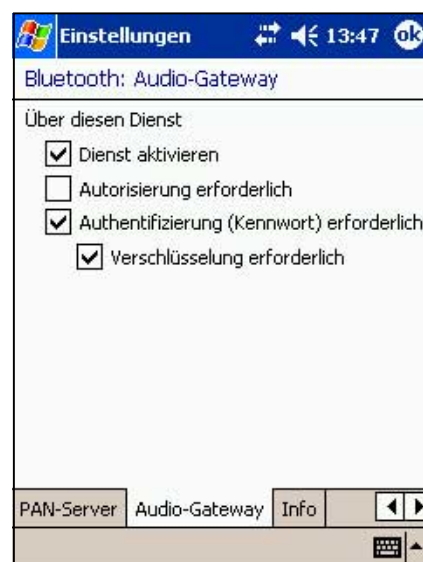 Einstellungen 13:47 ok
Bluetooth: Audio-Gateway
Über diesen Dienst
Dienst aktivieren
Autorisierung erforderlich
Authentifizierung (Kennwort) erforderlich
Verschlüsselung erforderlich
PAN-Server Audio-Gateway Info